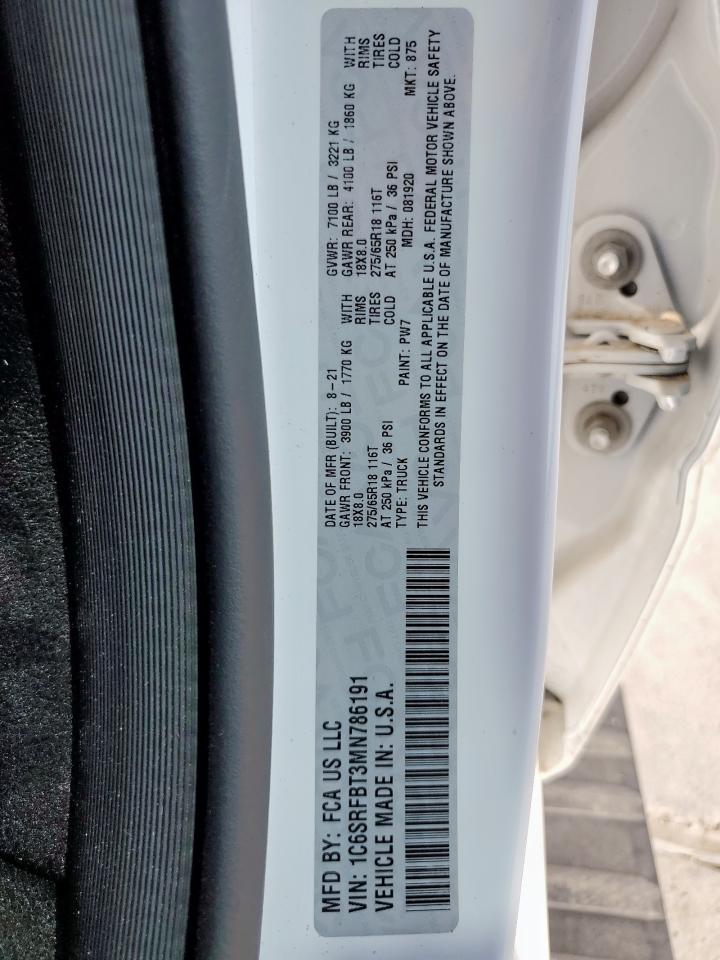 MFD BY: FCA US LLC
VIN: 1C6SRFBT3MN786191
VEHICLE MADE IN: U.S.A.
DATE OF MFR (BUILT): 8-21
GAWR FRONT: 3900 LB / 1770 KG WITH
18X8.0 RIMS
275/65R18 116T TIRES
AT 250 kPa / 36 PSI COLD
TYPE: TRUCK PAINT: PW7
GVWR: 7100 LB / 3221 KG
GAWR REAR: 4100 LB / 1860 KG WITH
18X8.0 RIMS
275/65R18 116T TIRES
AT 250 kPa / 36 PSI COLD
MDH: 081920 MKT: 875
THIS VEHICLE CONFORMS TO ALL APPLICABLE U.S.A. FEDERAL MOTOR VEHICLE SAFETY
STANDARDS IN EFFECT ON THE DATE OF MANUFACTURE SHOWN ABOVE.